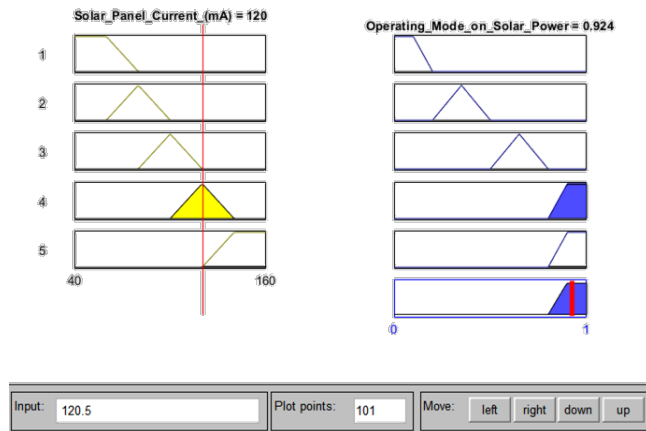 Solar_Panel_Current_(mA) = 120
Operating_Mode_on_Solar_Power = 0.924
1
2
3
4
5
40 160
0 1
Input: 120.5 Plot points: 101 Move: left right down up